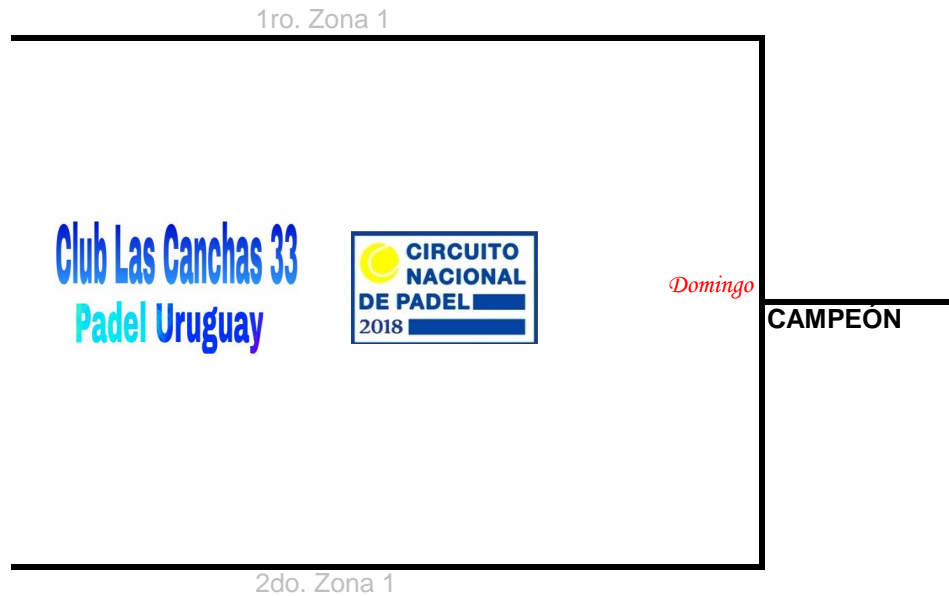 1ro. Zona 1
Club Las Canchas 33
Padel Uruguay
CIRCUITO
NACIONAL
DE PADEL
2018
Domingo
CAMPEÓN
2do. Zona 1